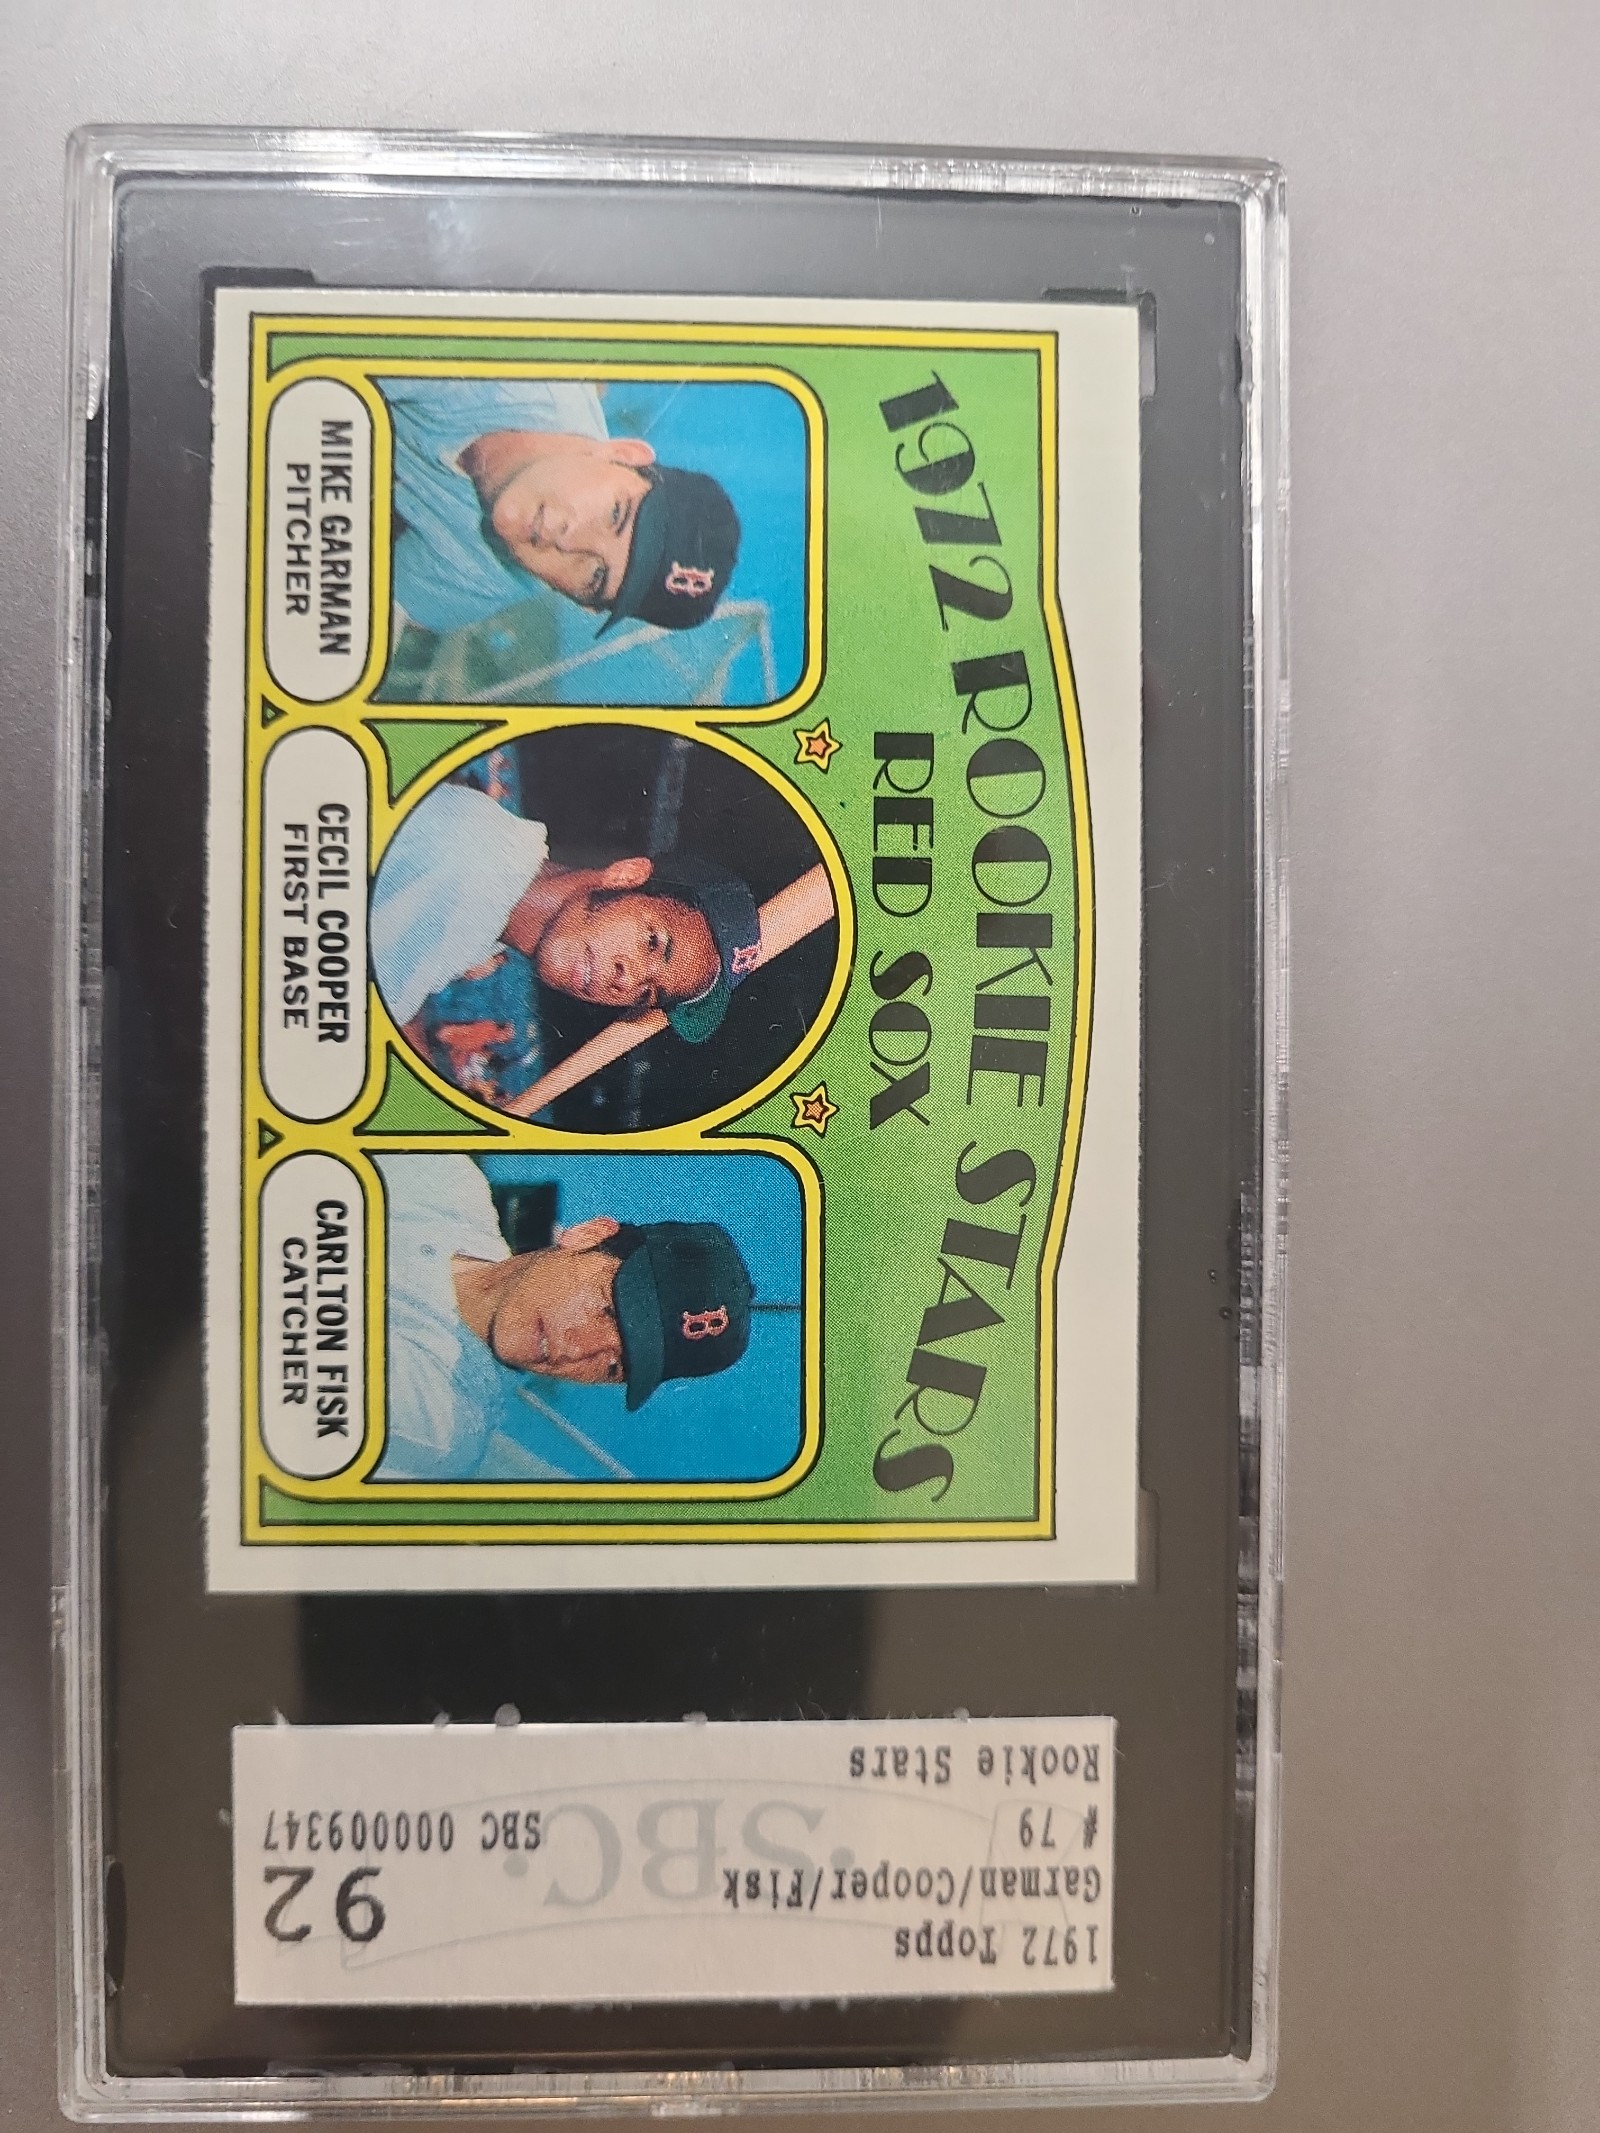 1972 ROOKIE STARS
RED SOX
MIKE GARMAN
PITCHER
CECIL COOPER
FIRST BASE
CARLTON FISK
CATCHER
B
B
B
1972 Topps
92
Garman/Cooper/Fisk
# 79
SBC 000009347
Rookie Stars
SBC